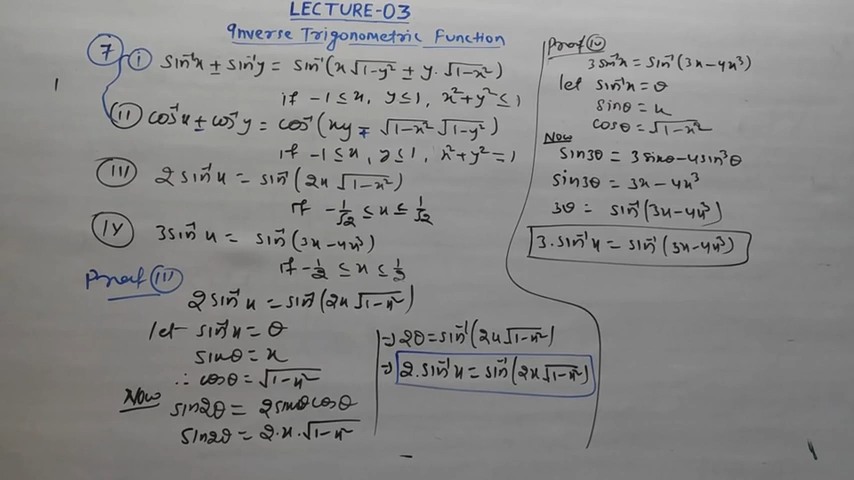 LECTURE-03
Inverse Trigonometric Function
⑦ (i) sin⁻¹x ± sin⁻¹y = sin⁻¹(x√1-y² ± y.√1-x²)
if -1 ≤ x, y ≤ 1, x²+y² ≤ 1
(ii) cos⁻¹x ± cos⁻¹y = cos⁻¹(xy ∓ √1-x² √1-y²)
if -1 ≤ x, y ≤ 1, x²+y² = 1
(iii) 2 sin⁻¹x = sin⁻¹(2x√1-x²)
if -1/√2 ≤ x ≤ 1/√2
(iv) 3sin⁻¹x = sin⁻¹(3x-4x³)
if -1/2 ≤ x ≤ 1/2
Proof (iii)
2 sin⁻¹x = sin⁻¹(2x√1-x²)
let sin⁻¹x = θ
sinθ = x
∴ cosθ = √1-x²
Now
sin2θ = 2sinθcosθ
sin2θ = 2.x.√1-x²
⇒ 2θ = sin⁻¹(2x√1-x²)
⇒ 2.sin⁻¹x = sin⁻¹(2x√1-x²)
Proof (iv)
3sin⁻¹x = sin⁻¹(3x-4x³)
let sin⁻¹x = θ
sinθ = x
cosθ = √1-x²
Now
sin3θ = 3sinθ-4sin³θ
sin3θ = 3x-4x³
3θ = sin⁻¹(3x-4x³)
3.sin⁻¹x = sin⁻¹(3x-4x³)